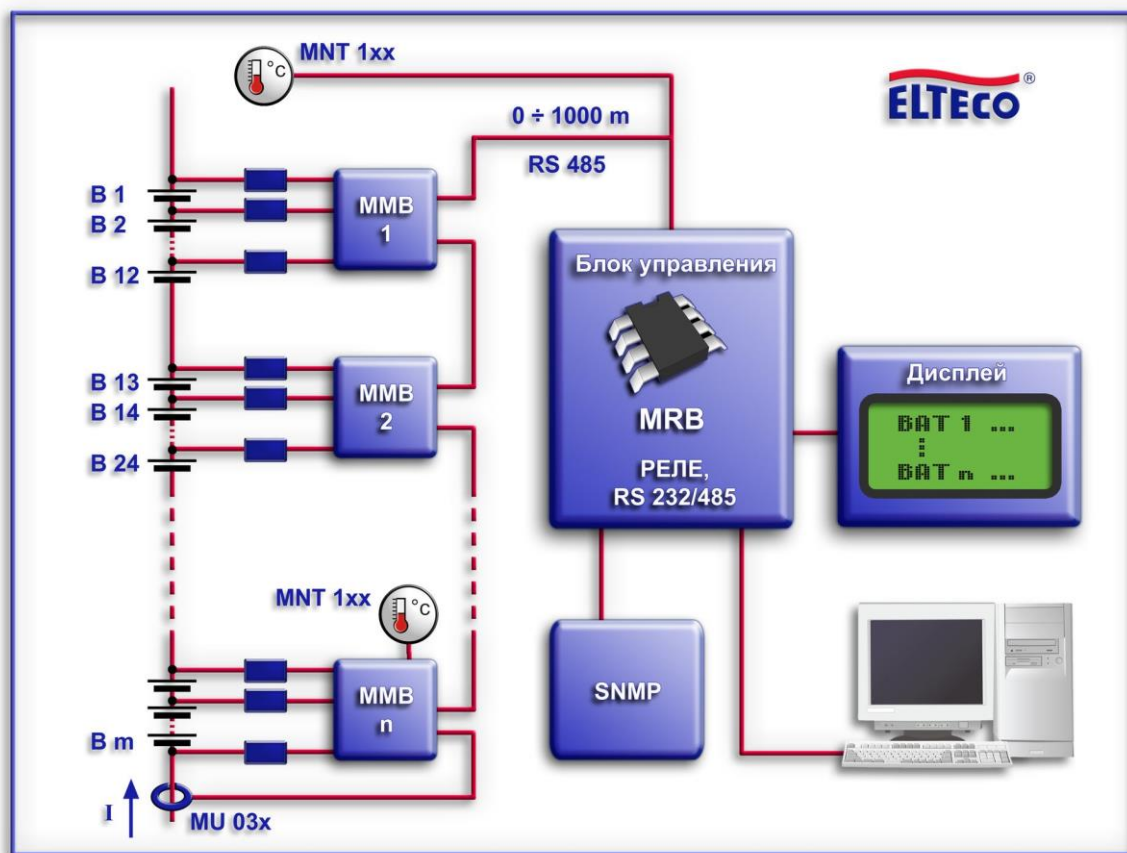 MNT 1xx
°C
ELTECO®
0 ÷ 1000 m
RS 485
B 1
B 2
B 12
MMB
1
Блок управления
MRB
РЕЛЕ,
RS 232/485
B 13
B 14
B 24
MMB
2
Дисплей
BAT 1 ...
BAT n ...
MNT 1xx
°C
MMB
n
SNMP
B m
I
MU 03x